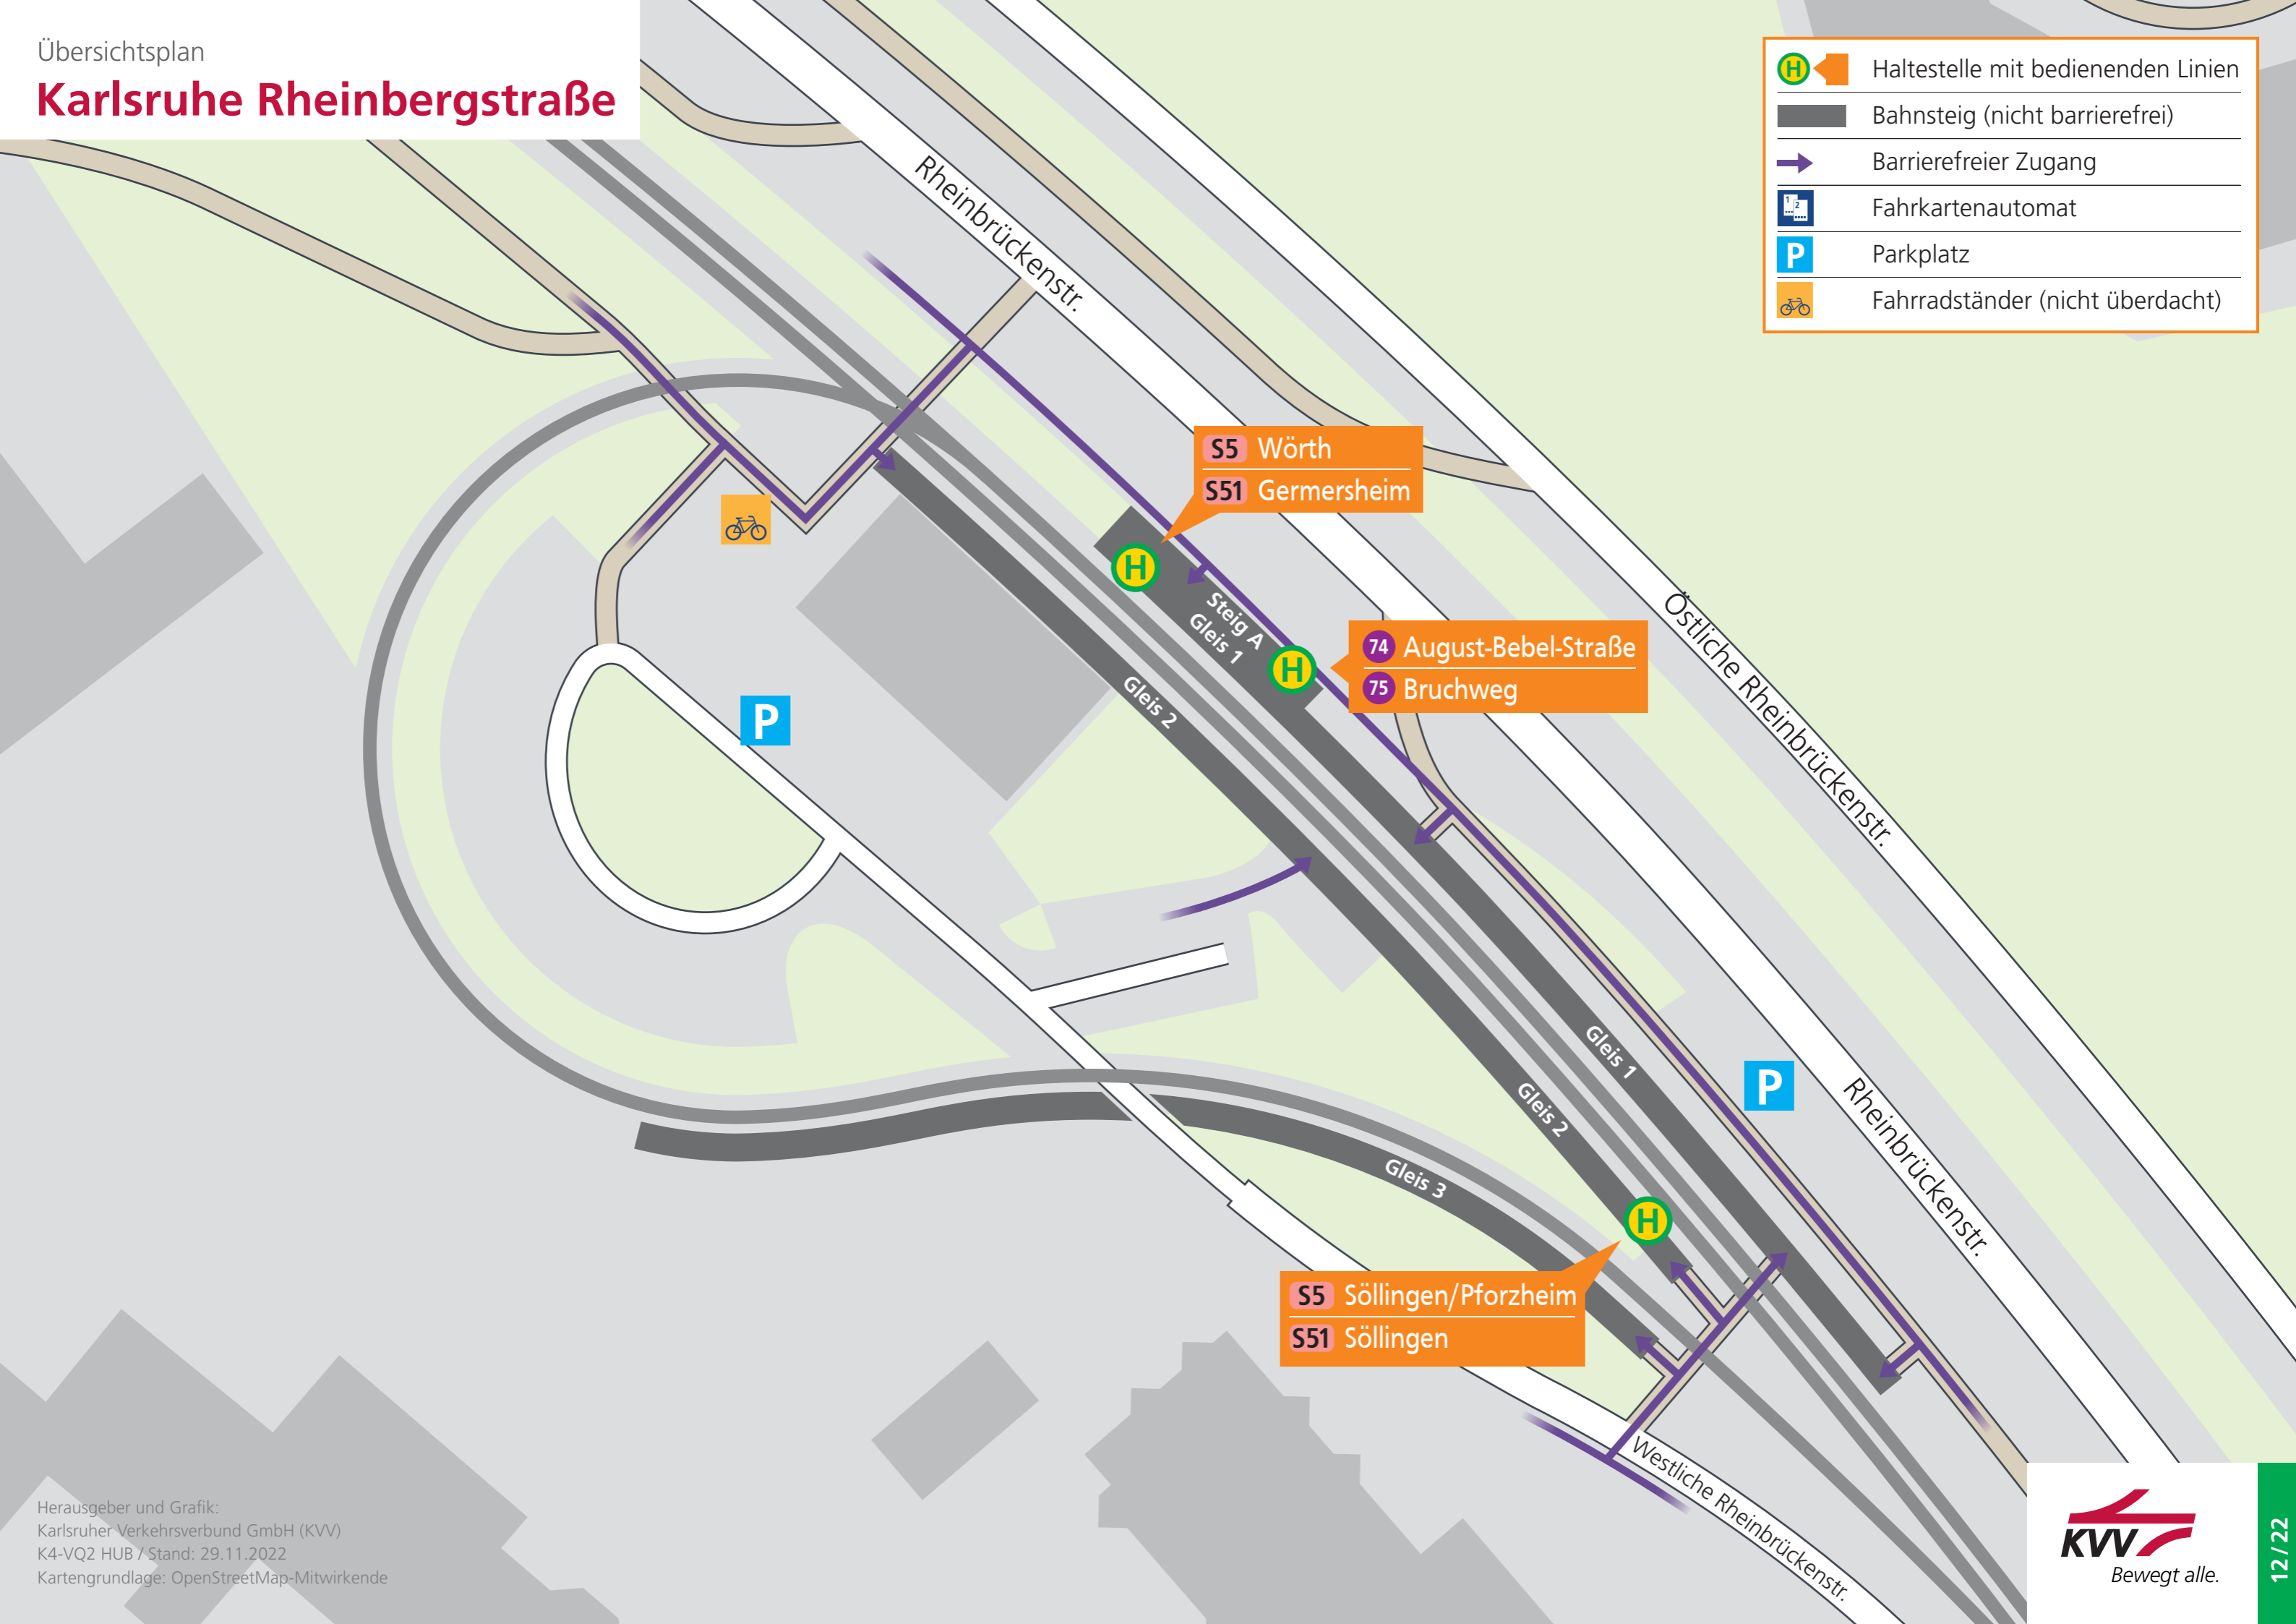 Übersichtsplan
Karlsruhe Rheinbergstraße
H Haltestelle mit bedienenden Linien
Bahnsteig (nicht barrierefrei)
Barrierefreier Zugang
1 2 Fahrkartenautomat
P Parkplatz
Fahrradständer (nicht überdacht)
Rheinbrückenstr.
S5 Wörth
S51 Germersheim
H
Steig A
Gleis 1
H
74 August-Bebel-Straße
75 Bruchweg
Östliche Rheinbrückenstr.
Gleis 2
P
Gleis 1
Gleis 2
P
Rheinbrückenstr.
Gleis 3
H
S5 Söllingen/Pforzheim
S51 Söllingen
Westliche Rheinbrückenstr.
Herausgeber und Grafik:
Karlsruher Verkehrsverbund GmbH (KVV)
K4-VQ2 HUB / Stand: 29.11.2022
Kartengrundlage: OpenStreetMap-Mitwirkende
KVV
Bewegt alle.
12/22